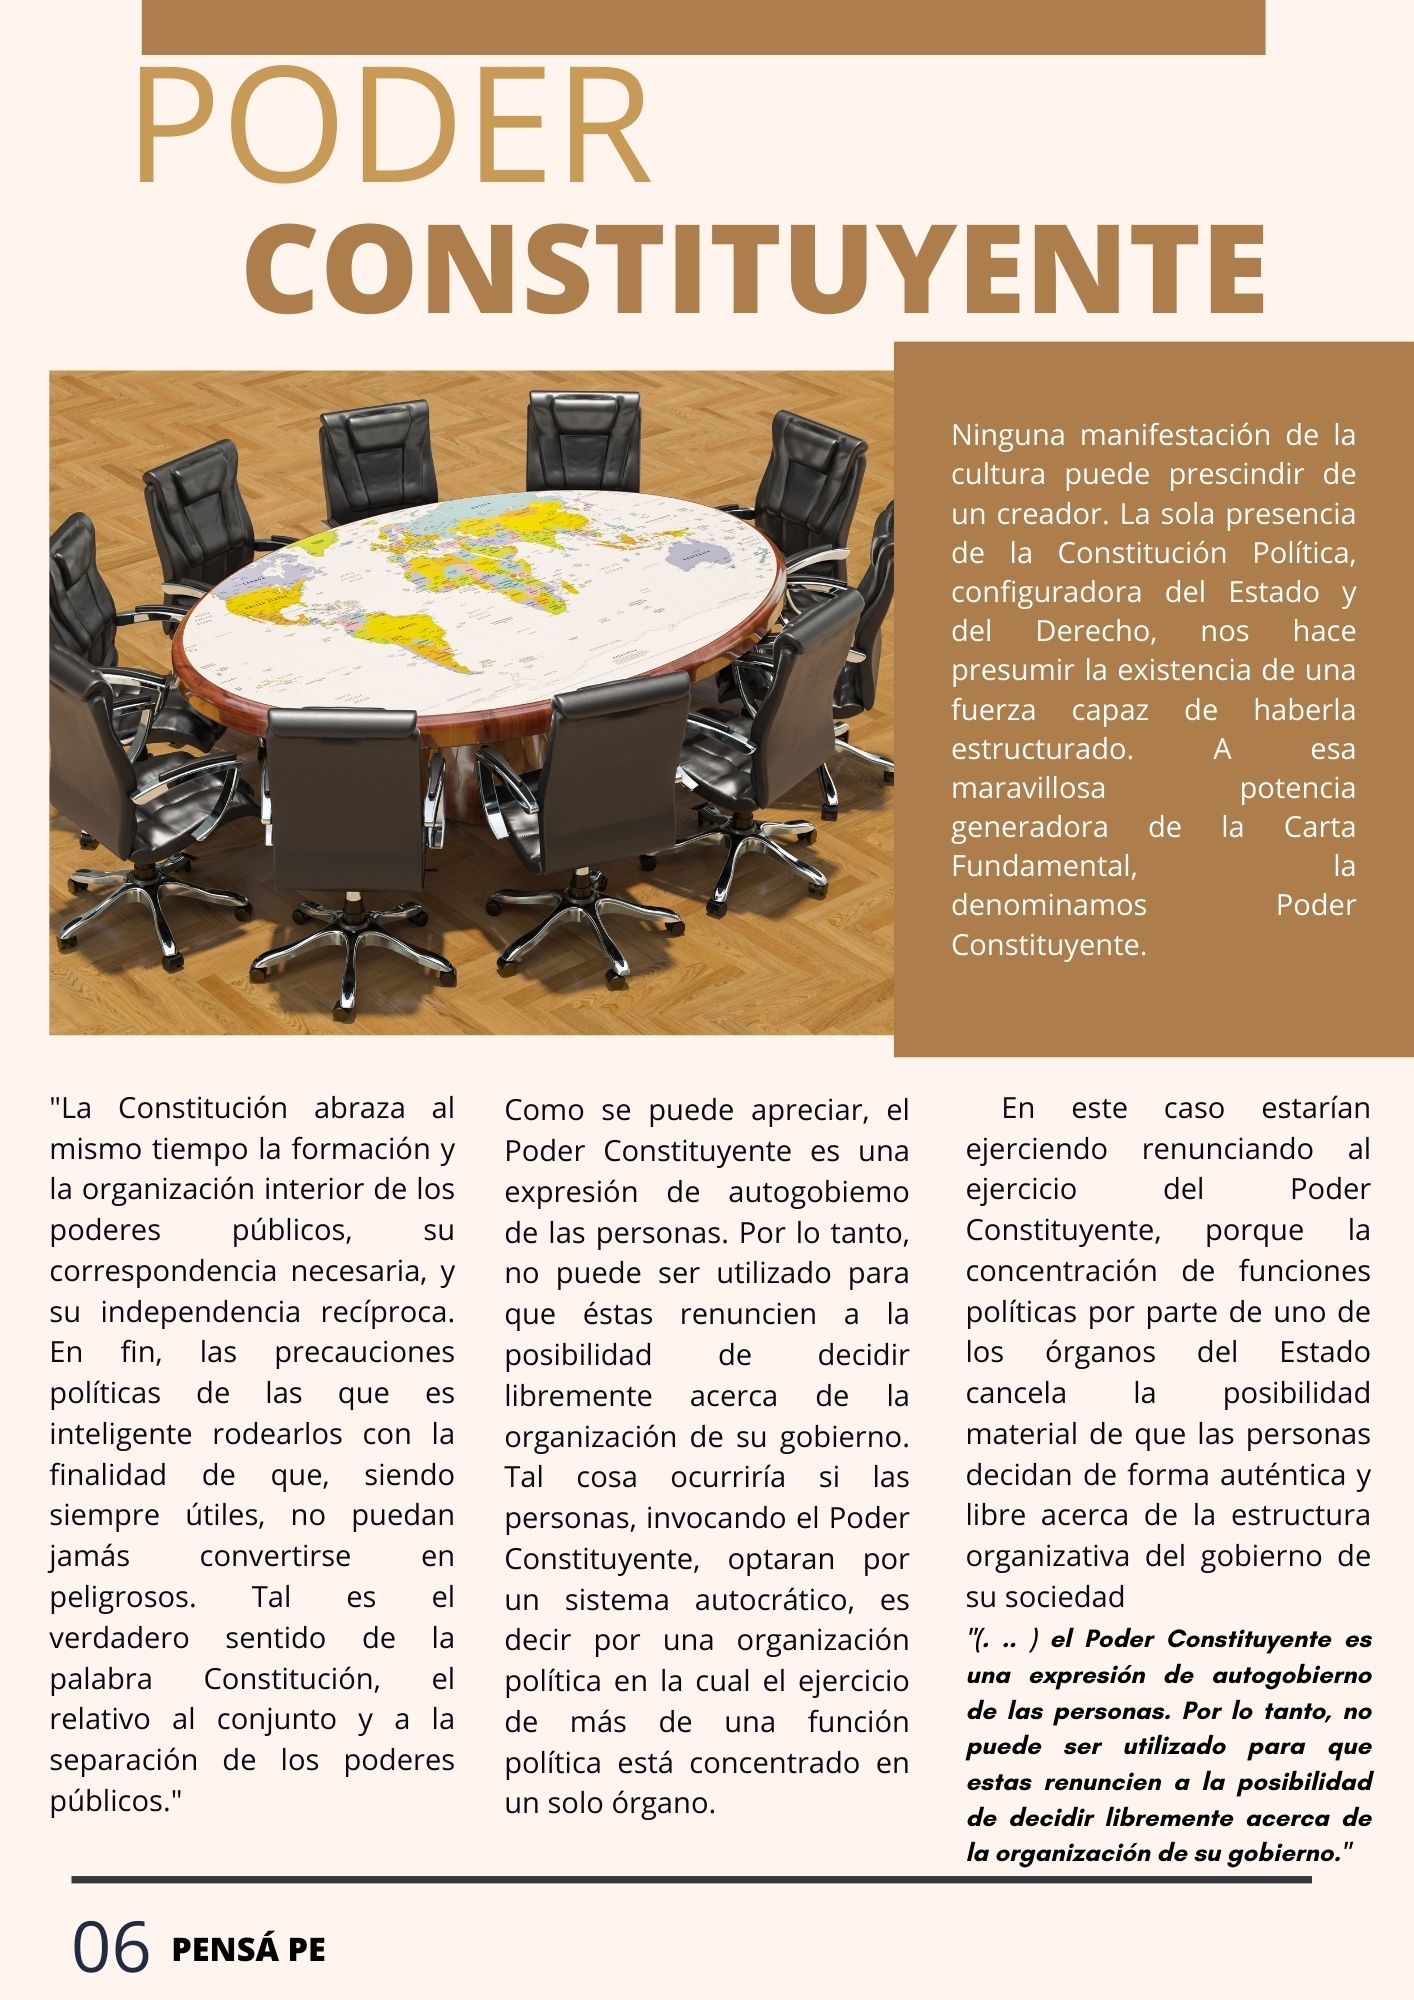 PODER
CONSTITUYENTE
Ninguna manifestación de la
cultura puede prescindir de
un creador. La sola presencia
de la Constitución Política,
configuradora del Estado y
del Derecho, nos hace
presumir la existencia de una
fuerza capaz de haberla
estructurado. A esa
maravillosa potencia
generadora de la Carta
Fundamental, la
denominamos Poder
Constituyente.
"La Constitución abraza al
mismo tiempo la formación y
la organización interior de los
poderes públicos, su
correspondencia necesaria, y
su independencia recíproca.
En fin, las precauciones
políticas de las que es
inteligente rodearlos con la
finalidad de que, siendo
siempre útiles, no puedan
jamás convertirse en
peligrosos. Tal es el
verdadero sentido de la
palabra Constitución, el
relativo al conjunto y a la
separación de los poderes
públicos."
Como se puede apreciar, el
Poder Constituyente es una
expresión de autogobiemo
de las personas. Por lo tanto,
no puede ser utilizado para
que éstas renuncien a la
posibilidad de decidir
libremente acerca de la
organización de su gobierno.
Tal cosa ocurriría si las
personas, invocando el Poder
Constituyente, optaran por
un sistema autocrático, es
decir por una organización
política en la cual el ejercicio
de más de una función
política está concentrado en
un solo órgano.
En este caso estarían
ejerciendo renunciando al
ejercicio del Poder
Constituyente, porque la
concentración de funciones
políticas por parte de uno de
los órganos del Estado
cancela la posibilidad
material de que las personas
decidan de forma auténtica y
libre acerca de la estructura
organizativa del gobierno de
su sociedad
"(. .. ) el Poder Constituyente es
una expresión de autogobierno
de las personas. Por lo tanto, no
puede ser utilizado para que
estas renuncien a la posibilidad
de decidir libremente acerca de
la organización de su gobierno."
06 PENSÁ PE